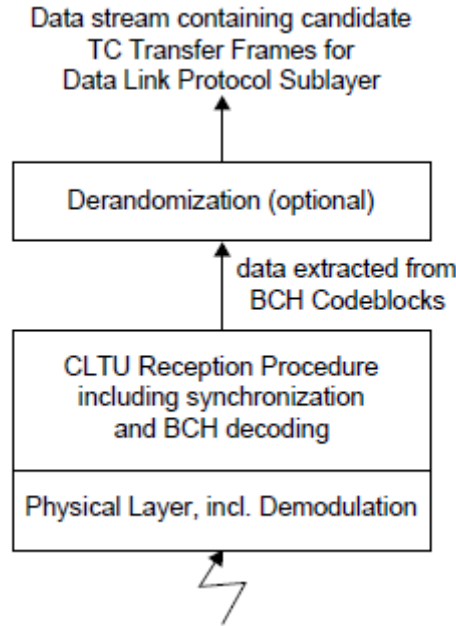 Data stream containing candidate
TC Transfer Frames for
Data Link Protocol Sublayer
Derandomization (optional)
data extracted from
BCH Codeblocks
CLTU Reception Procedure
including synchronization
and BCH decoding
Physical Layer, incl. Demodulation